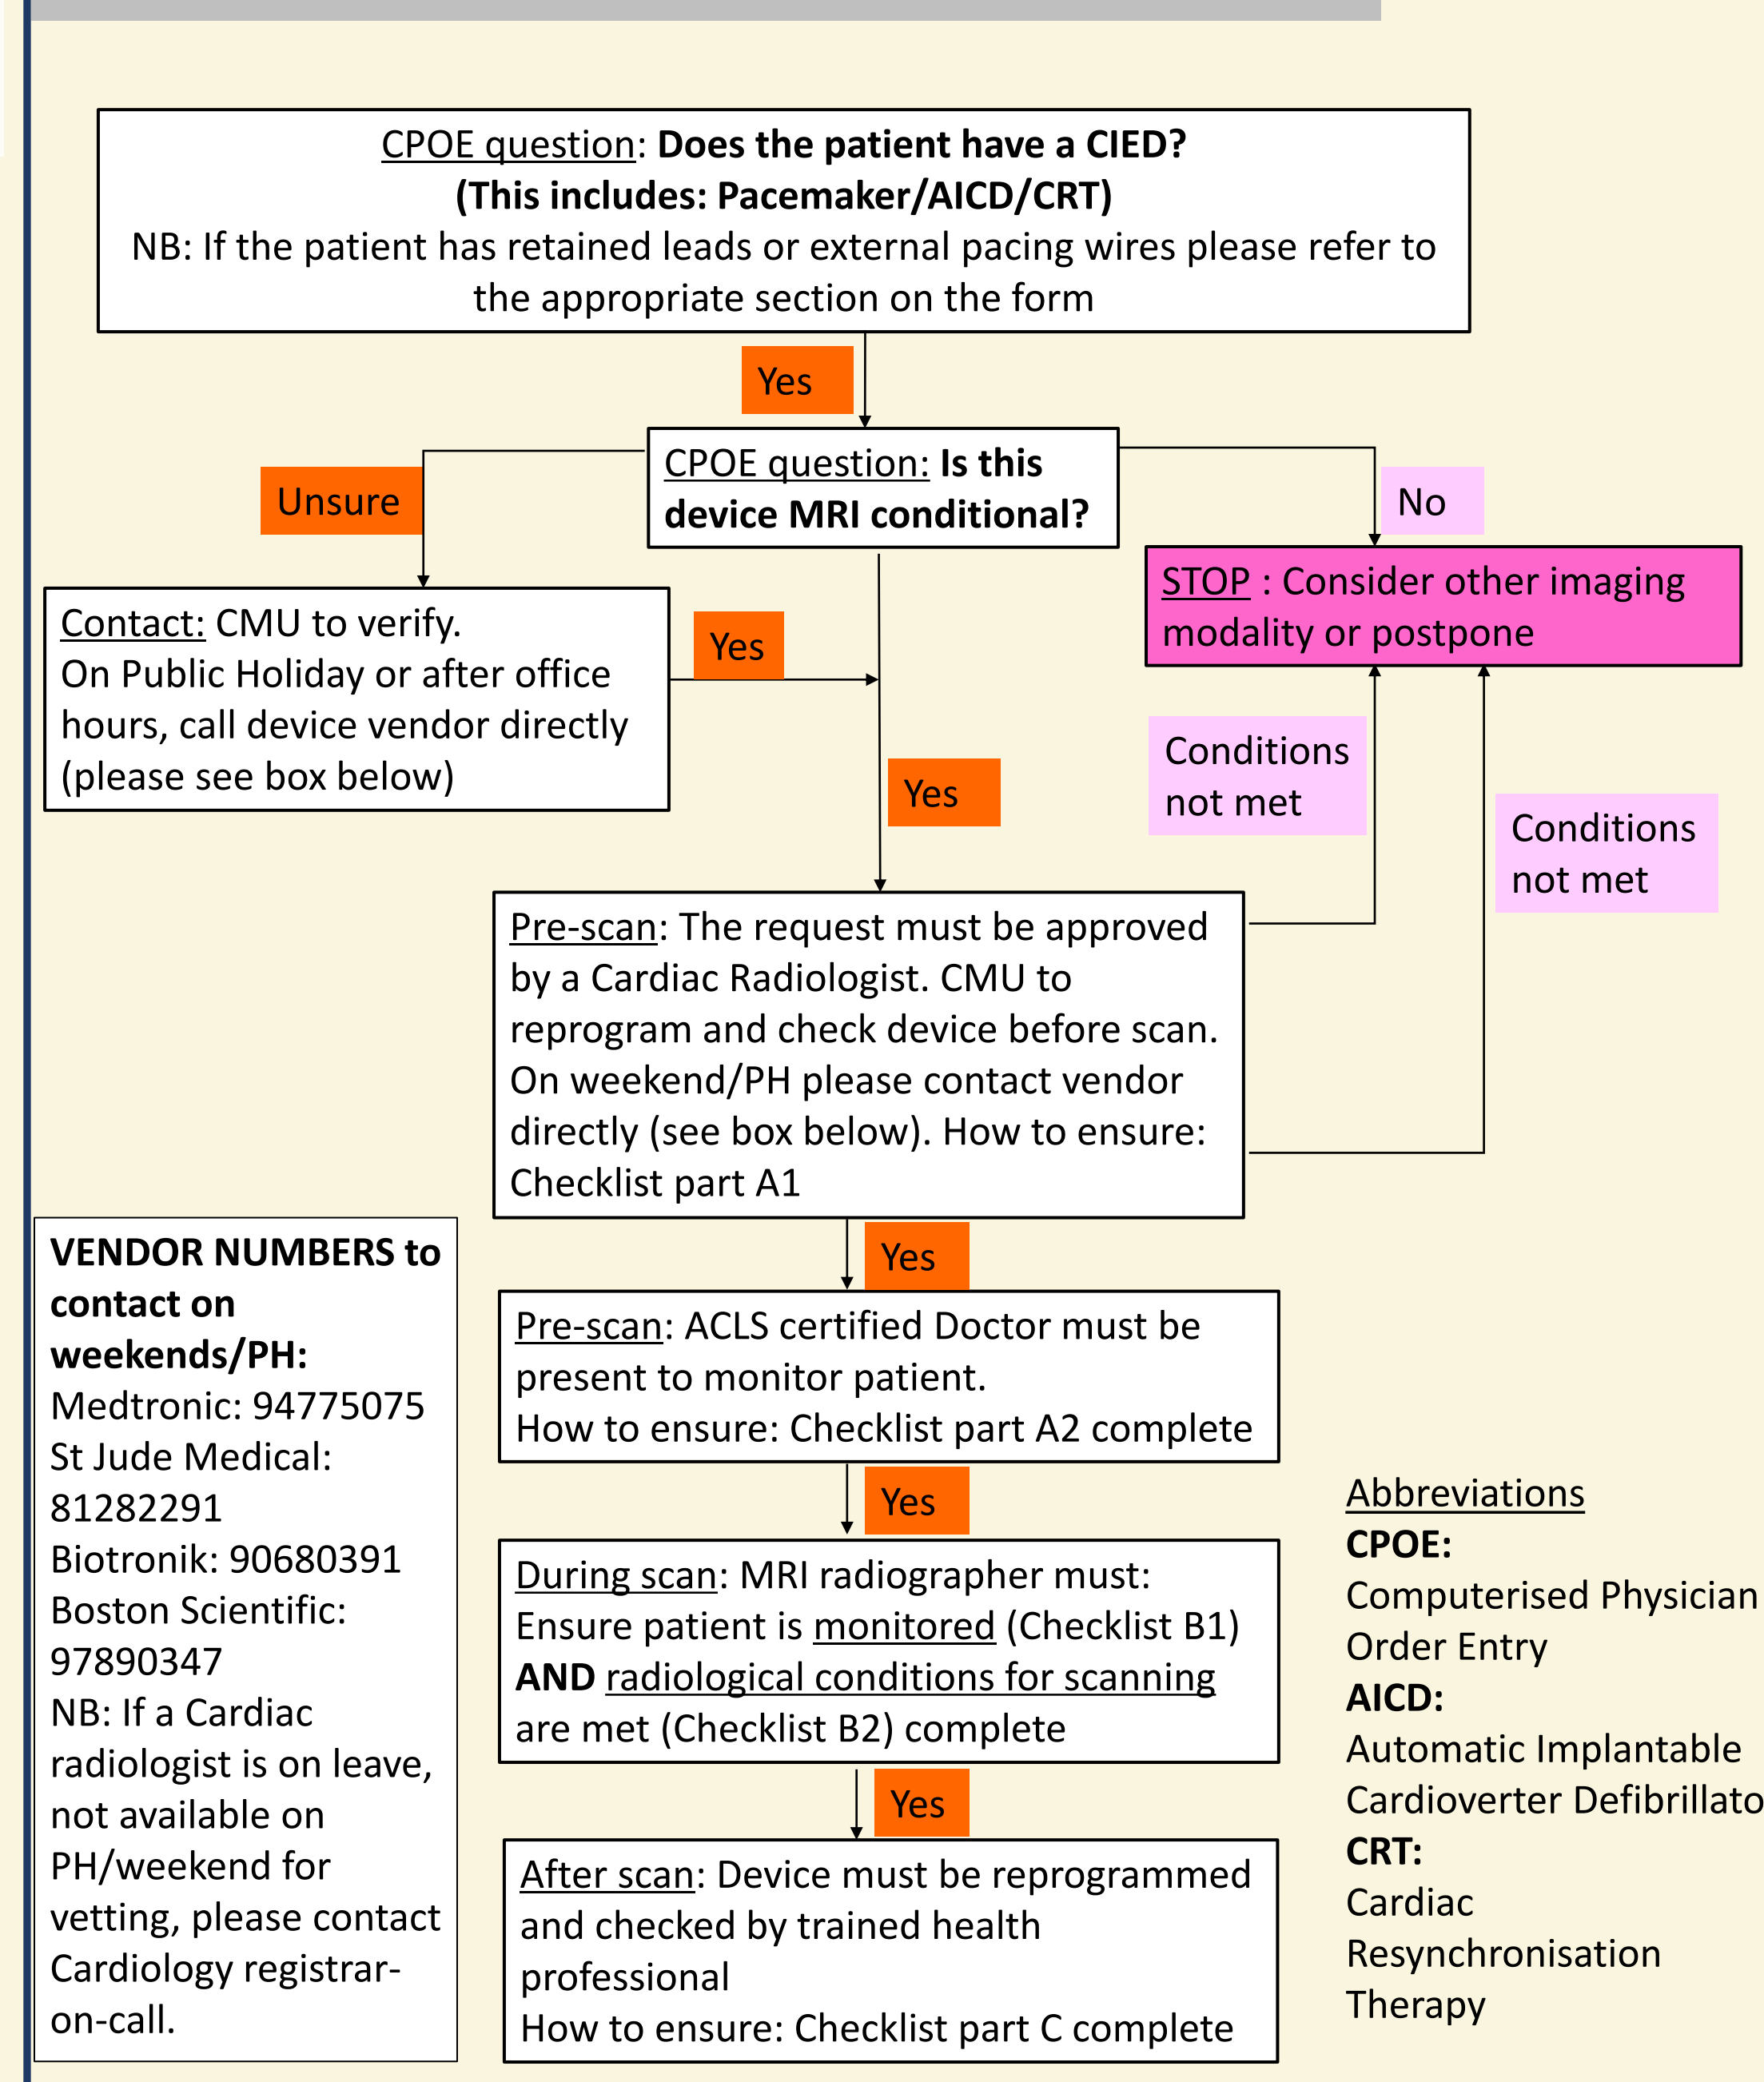 CPOE question: Does the patient have a CIED?
(This includes: Pacemaker/AICD/CRT)
NB: If the patient has retained leads or external pacing wires please refer to
the appropriate section on the form
Yes
CPOE question: Is this
device MRI conditional?
Unsure
No
STOP : Consider other imaging
modality or postpone
Contact: CMU to verify.
On Public Holiday or after office
hours, call device vendor directly
(please see box below)
Yes
Yes
Conditions
not met
Conditions
not met
Pre-scan: The request must be approved
by a Cardiac Radiologist. CMU to
reprogram and check device before scan.
On weekend/PH please contact vendor
directly (see box below). How to ensure:
Checklist part A1
Yes
Pre-scan: ACLS certified Doctor must be
present to monitor patient.
How to ensure: Checklist part A2 complete
Yes
During scan: MRI radiographer must:
Ensure patient is monitored (Checklist B1)
AND radiological conditions for scanning
are met (Checklist B2) complete
Yes
After scan: Device must be reprogrammed
and checked by trained health
professional
How to ensure: Checklist part C complete
VENDOR NUMBERS to
contact on
weekends/PH:
Medtronic: 94775075
St Jude Medical:
81282291
Biotronik: 90680391
Boston Scientific:
97890347
NB: If a Cardiac
radiologist is on leave,
not available on
PH/weekend for
vetting, please contact
Cardiology registrar-
on-call.
Abbreviations
CPOE:
Computerised Physician
Order Entry
AICD:
Automatic Implantable
Cardioverter Defibrillato
CRT:
Cardiac
Resynchronisation
Therapy